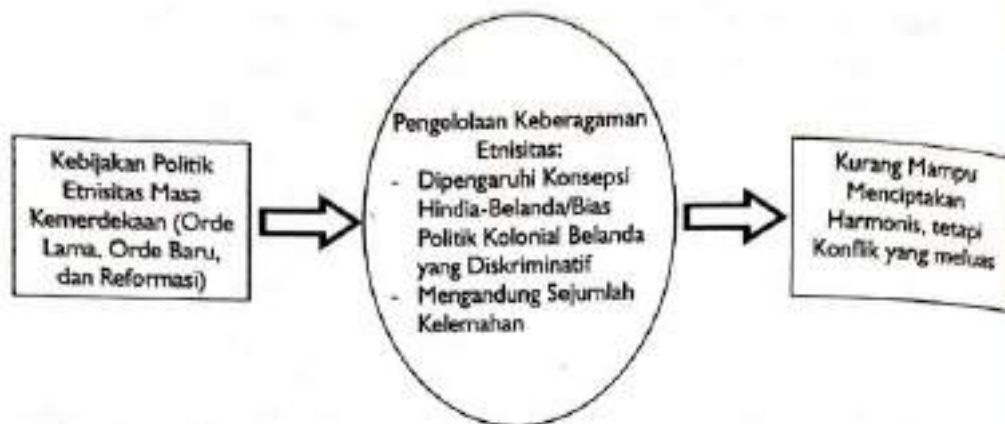 Kebijakan Politik
Etnisitas Masa
Kemerdekaan (Orde
Lama, Orde Baru,
dan Reformasi)
Pengelolaan Keberagaman
Etnisitas:
- Dipengaruhi Konsepsi
Hindia-Belanda/Bias
Politik Kolonial Belanda
yang Diskriminatif
- Mengandung Sejumlah
Kelemahan
Kurang Mampu
Menciptakan
Harmonis, tetapi
Konflik yang meluas